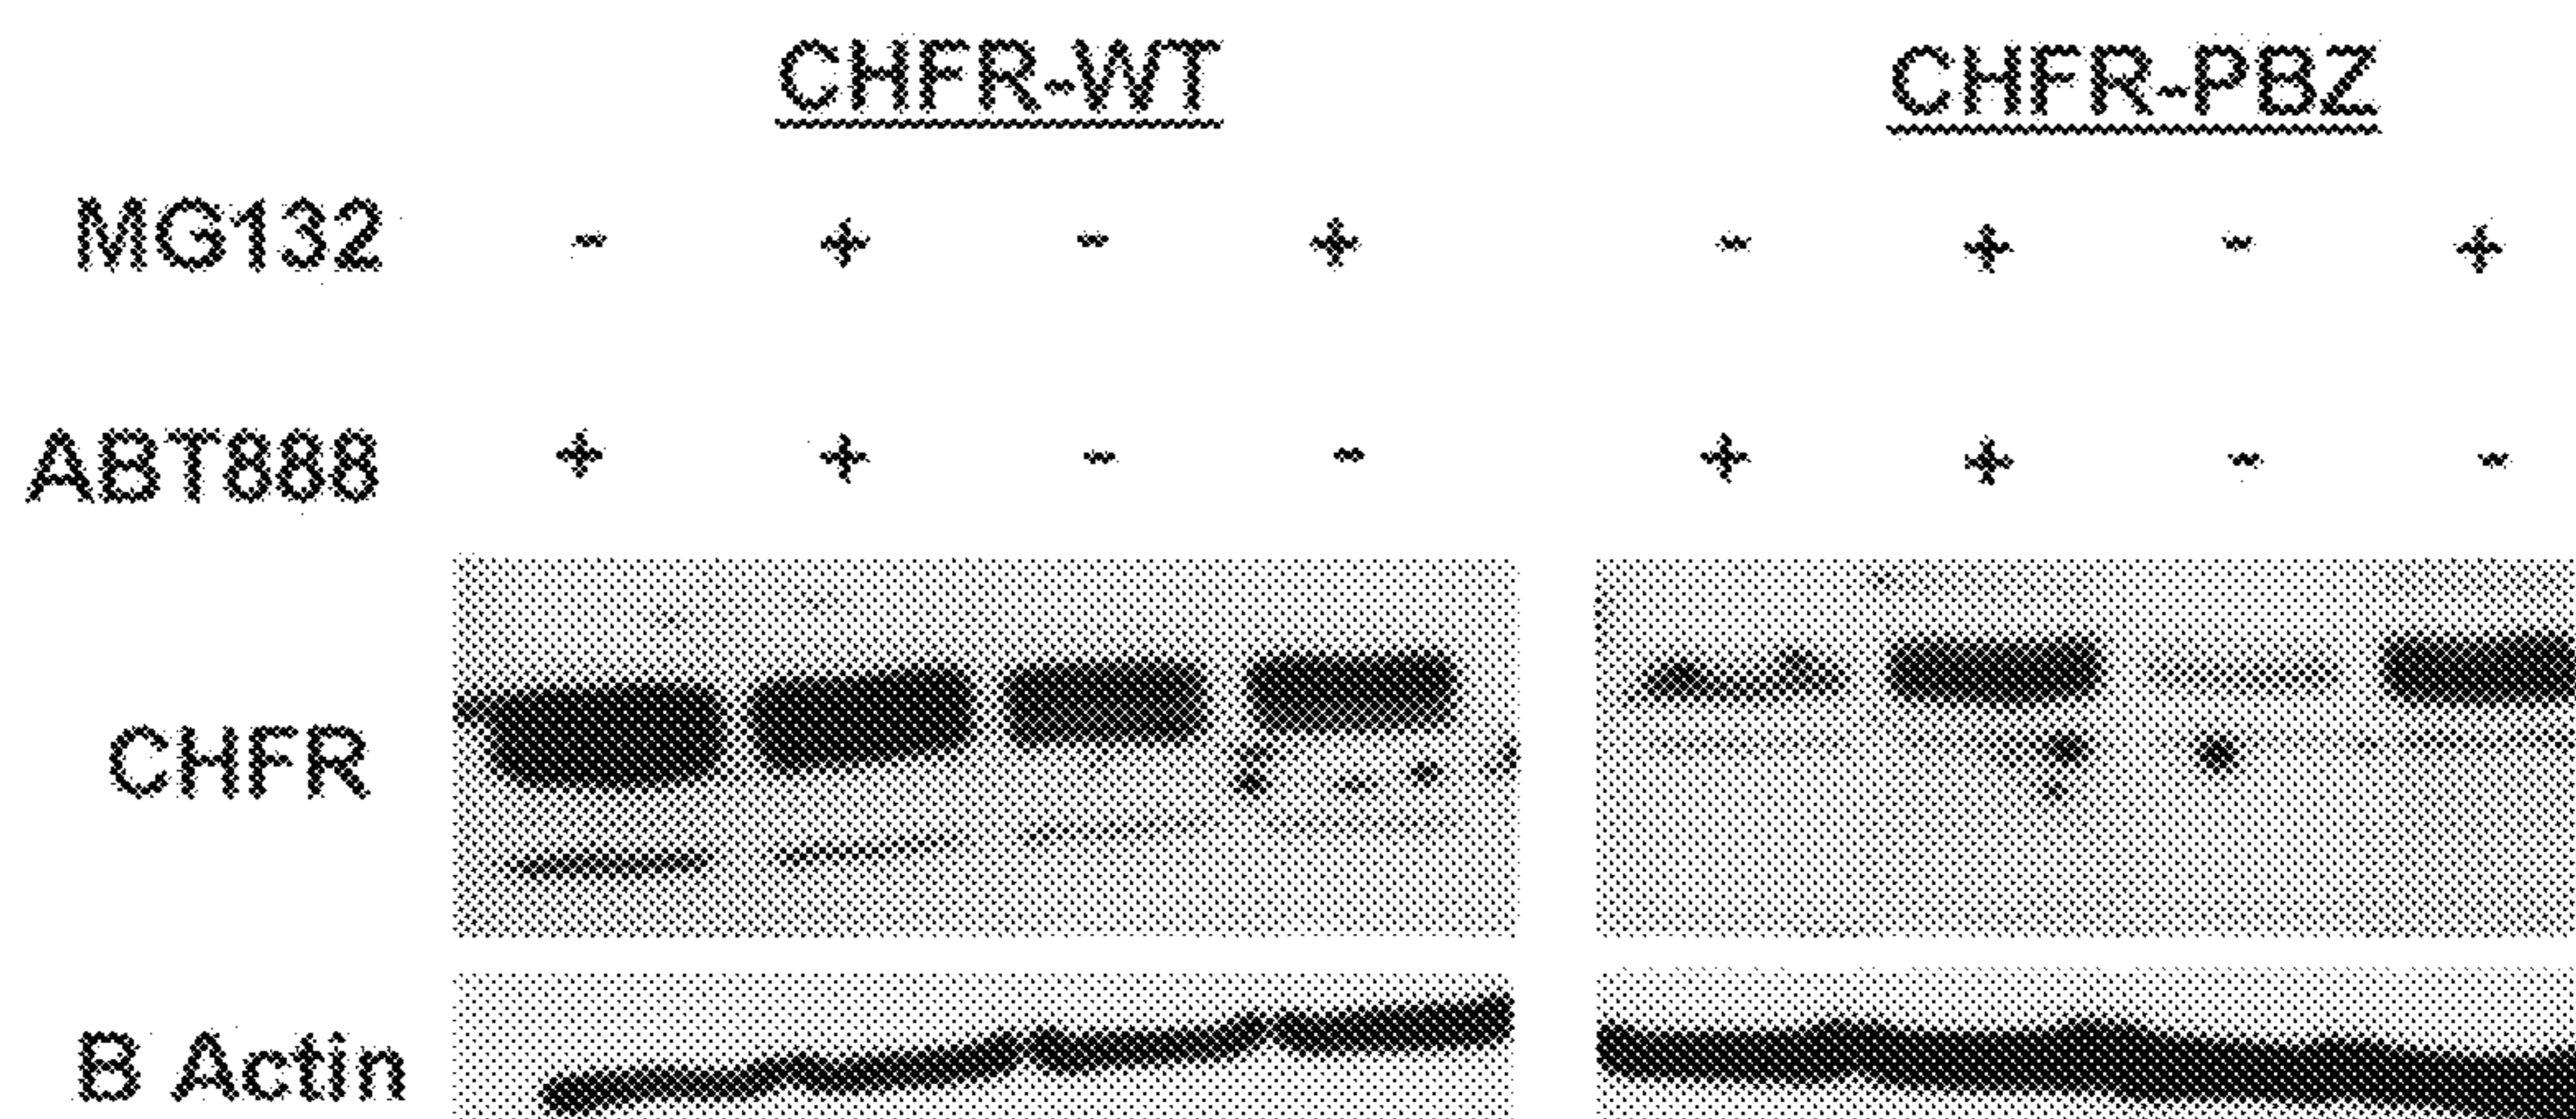 CHFR-WT CHFR-PBZ
MG132 - + - + - + - +
ABT888 + + - - + + - -
CHFR
B Actin